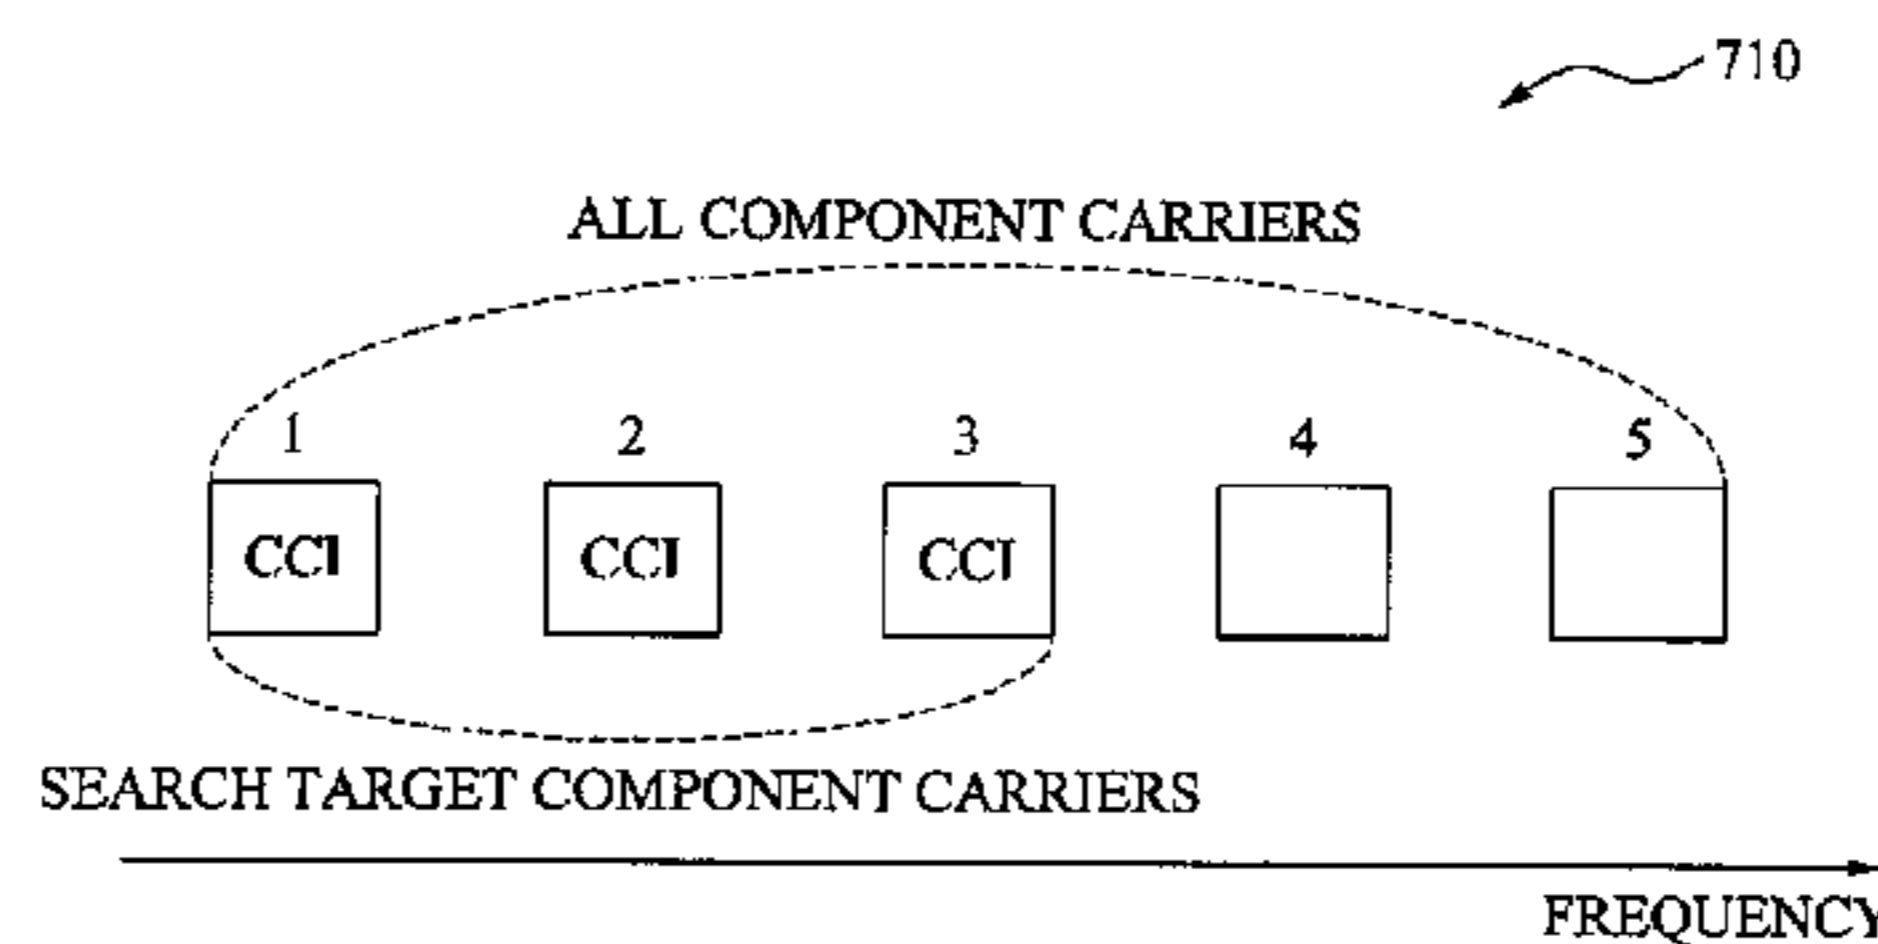 710
ALL COMPONENT CARRIERS
1 2 3 4 5
CCI CCI CCI
SEARCH TARGET COMPONENT CARRIERS
FREQUENCY